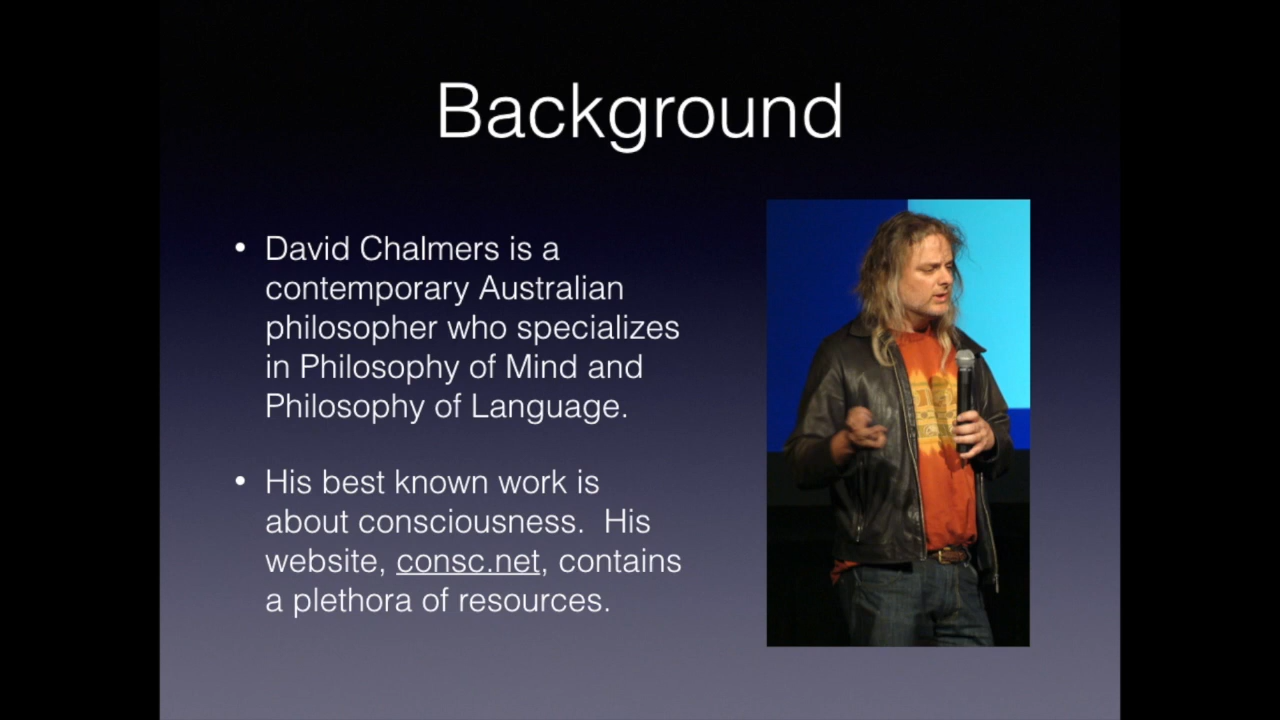 Background
• David Chalmers is a
contemporary Australian
philosopher who specializes
in Philosophy of Mind and
Philosophy of Language.
• His best known work is
about consciousness.  His
website, consc.net, contains
a plethora of resources.